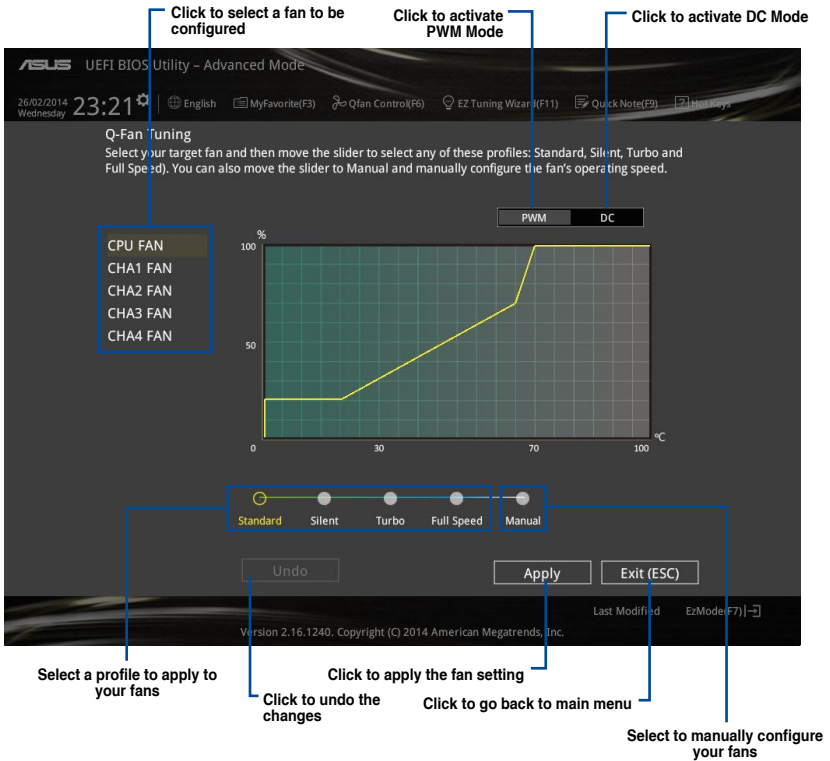 Click to select a fan to be
configured
Click to activate
PWM Mode
Click to activate DC Mode
ASUS UEFI BIOS Utility – Advanced Mode
26/02/2014
Wednesday
23:21
English
MyFavorite(F3)
Qfan Control(F6)
EZ Tuning Wizard(F11)
Quick Note(F9)
? Hot Keys
Q-Fan Tuning
Select your target fan and then move the slider to select any of these profiles: Standard, Silent, Turbo and
Full Speed). You can also move the slider to Manual and manually configure the fan's operating speed.
PWM DC
CPU FAN
CHA1 FAN
CHA2 FAN
CHA3 FAN
CHA4 FAN
%
100
50
0 30 70 100
ºC
Standard Silent Turbo Full Speed Manual
Undo Apply Exit (ESC)
Last Modified EzMode(F7)
Version 2.16.1240. Copyright (C) 2014 American Megatrends, Inc.
Select a profile to apply to
your fans
Click to undo the
changes
Click to apply the fan setting
Click to go back to main menu
Select to manually configure
your fans